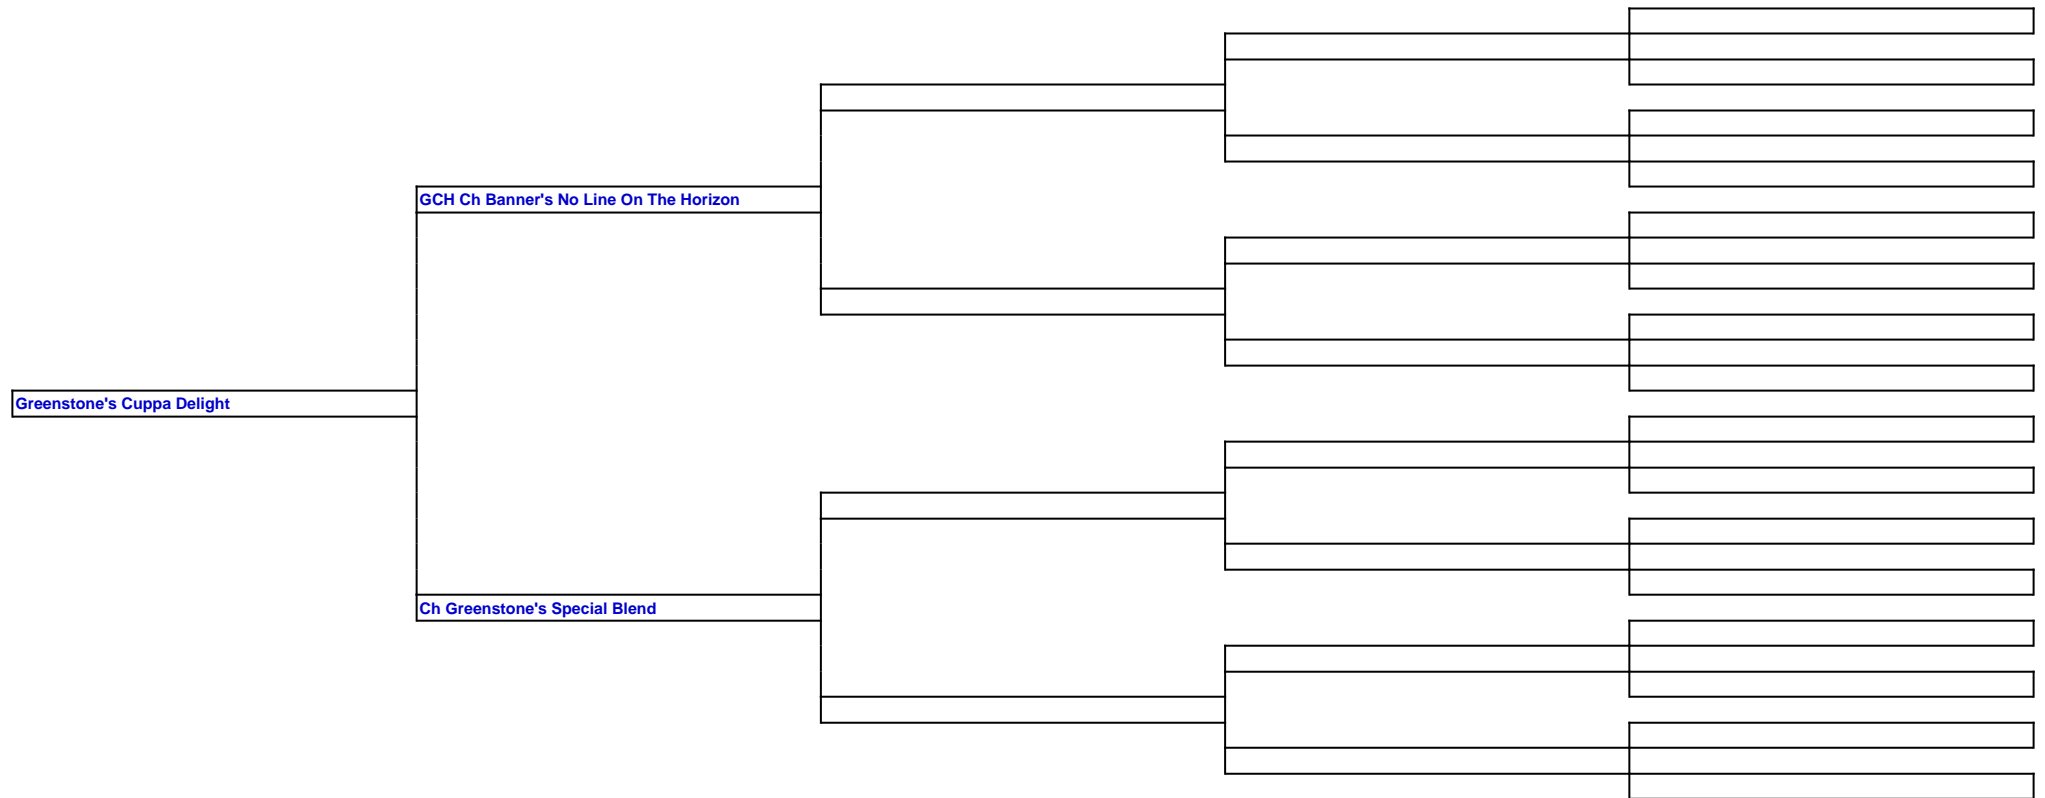 GCH Ch Banner's No Line On The Horizon
Greenstone's Cuppa Delight
Ch Greenstone's Special Blend